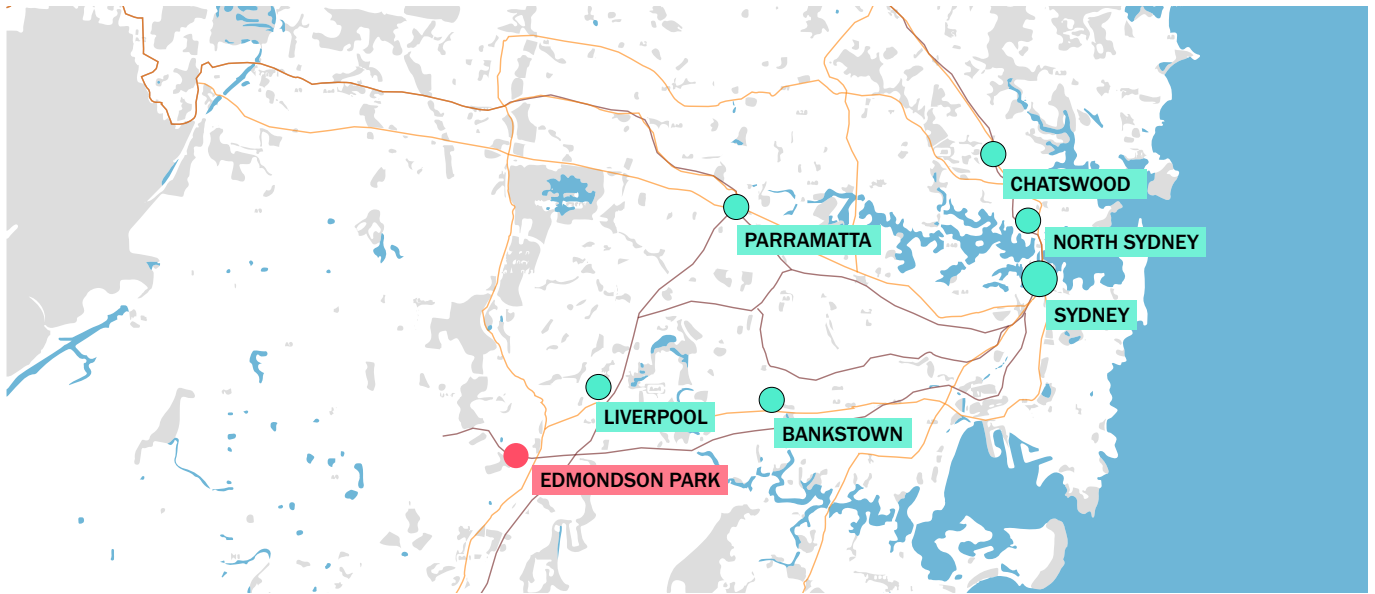 CHATSWOOD
PARRAMATTA
NORTH SYDNEY
SYDNEY
LIVERPOOL
BANKSTOWN
EDMONDSON PARK